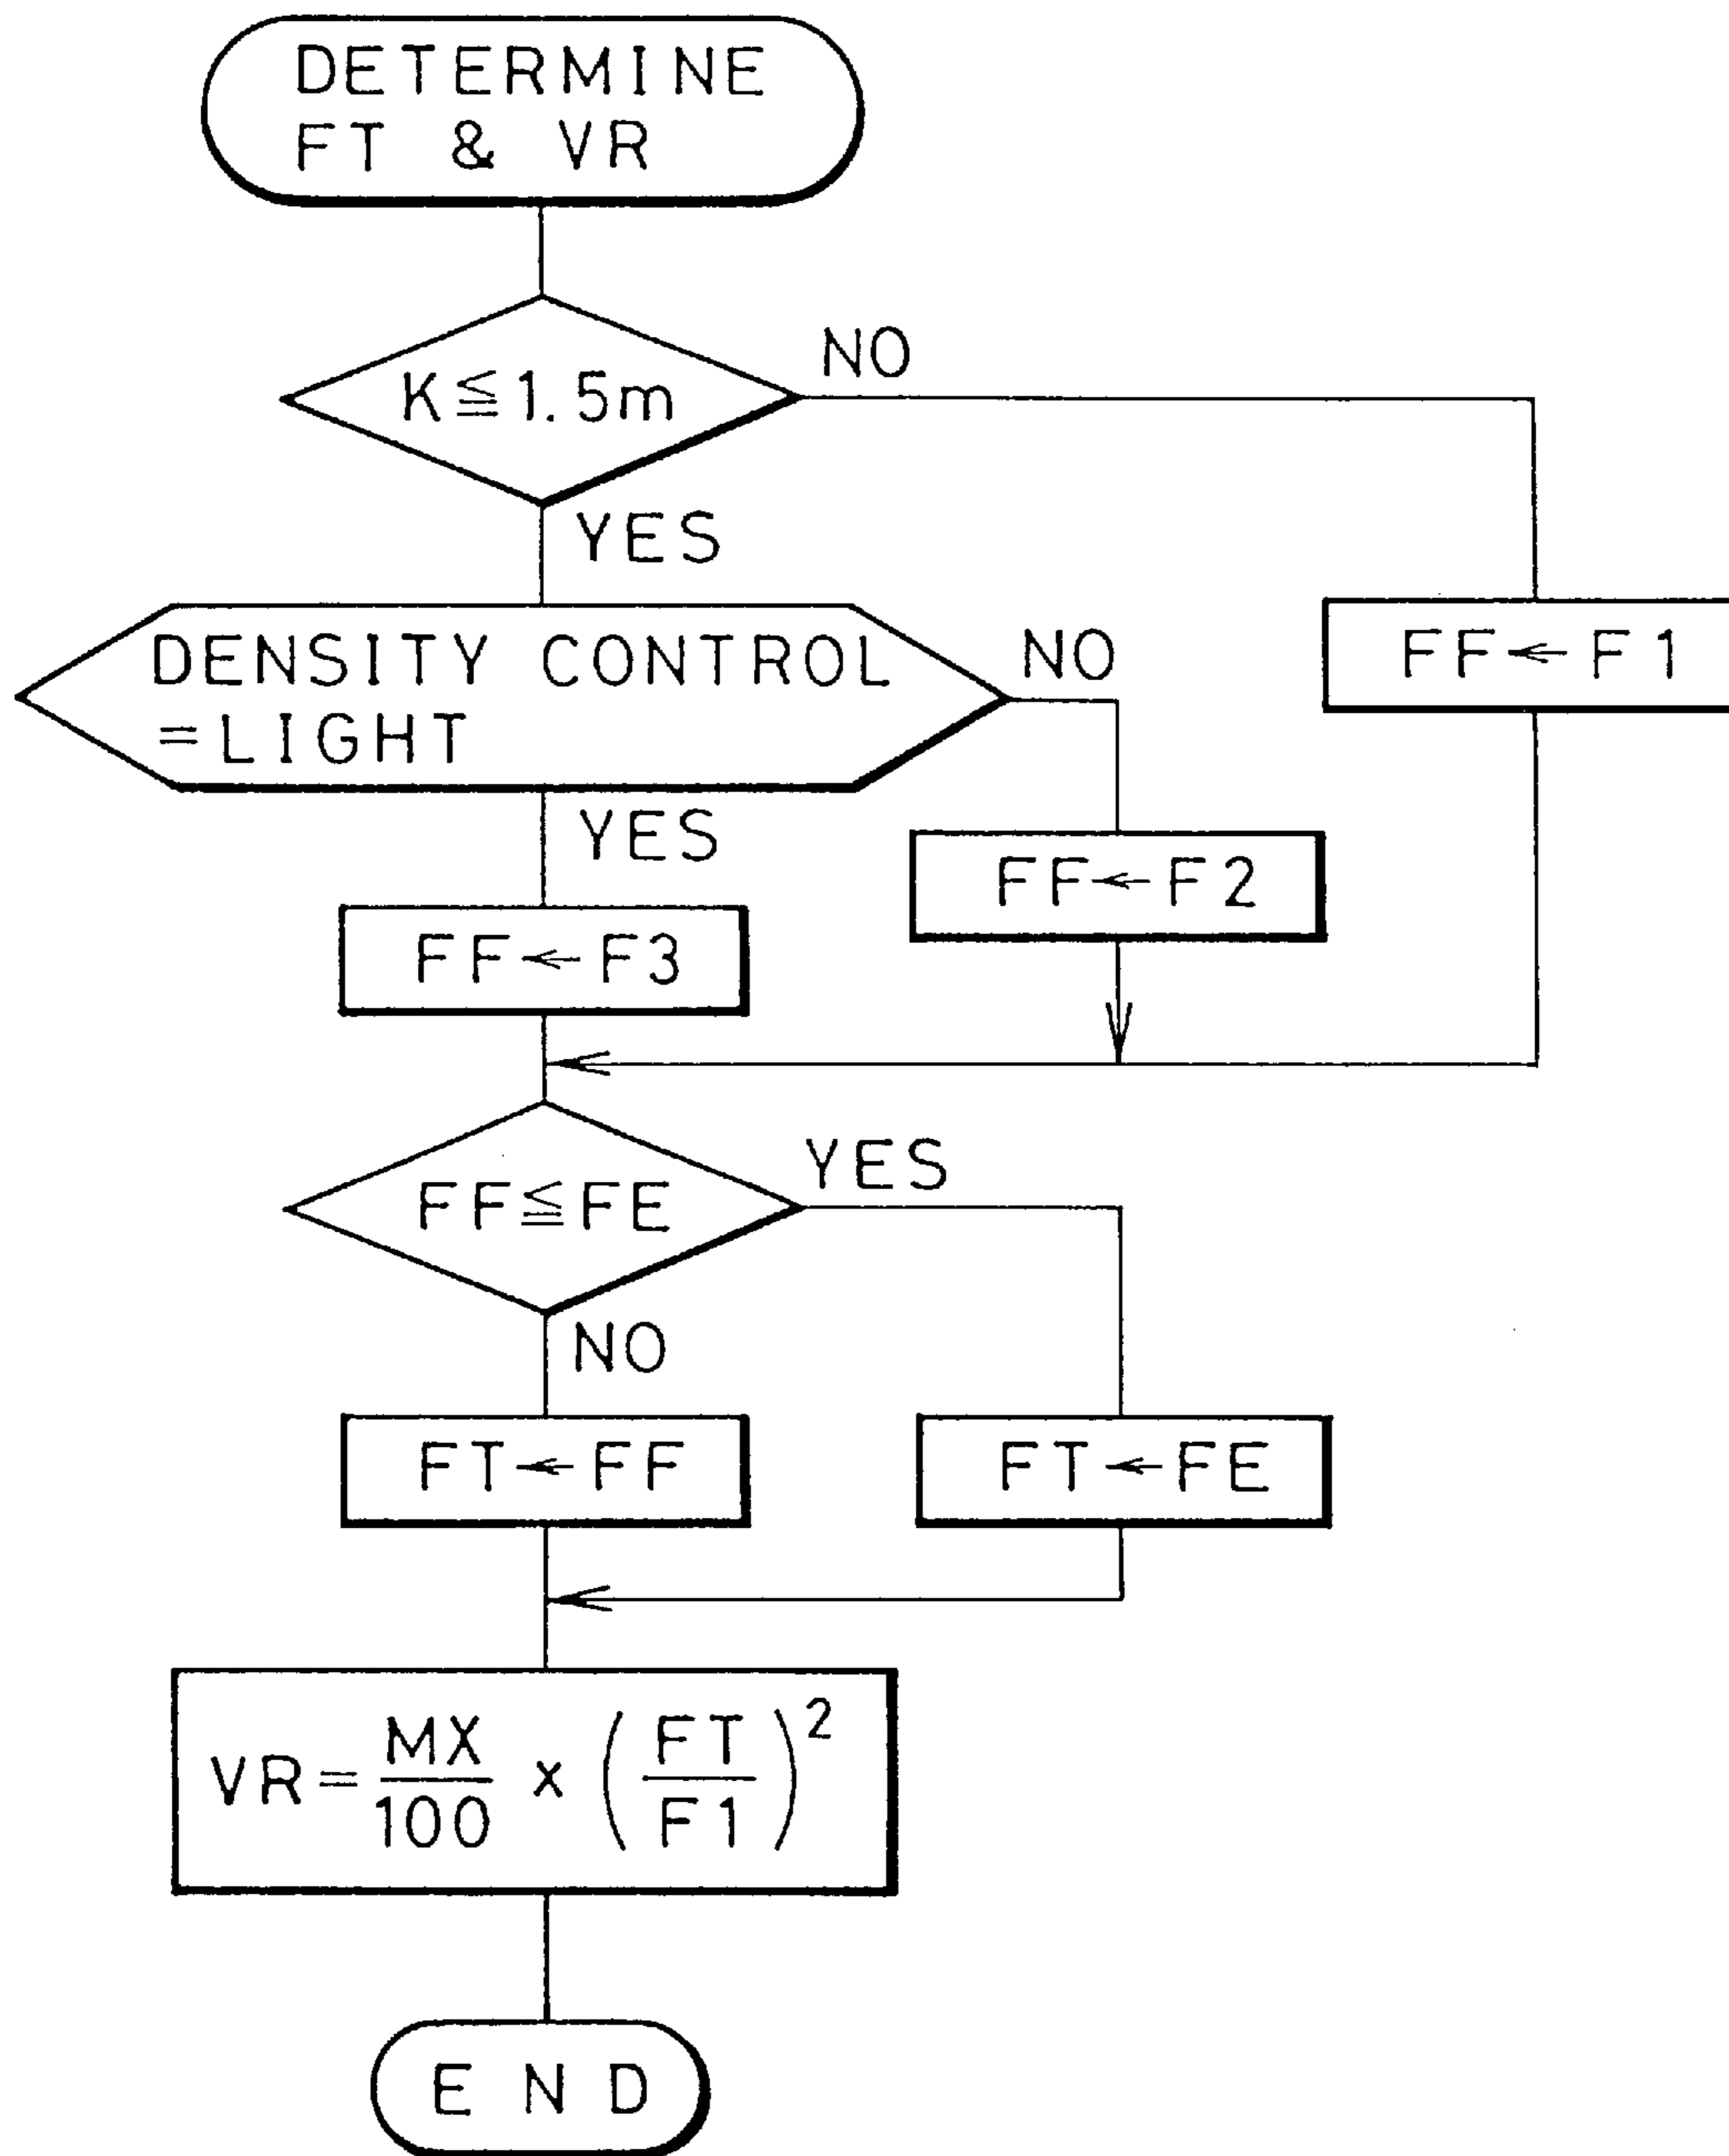 DETERMINE
FT & VR
K≦1.5m
NO
YES
DENSITY CONTROL
=LIGHT
NO
FF←F1
YES
FF←F2
FF←F3
FF≦FE
YES
NO
FT←FF
FT←FE
VR=MX/100 × (FT/F1)²
END